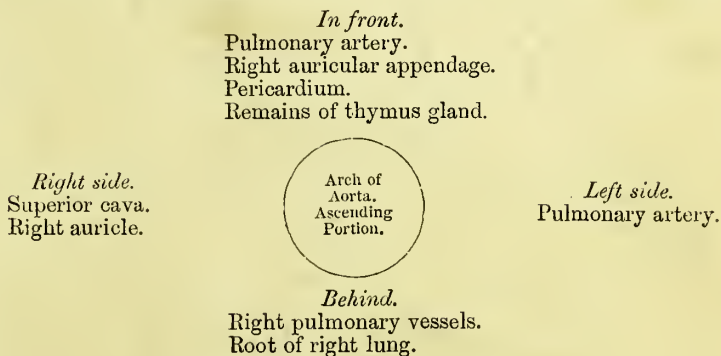 In front.
Pulmonary artery.
Right auricular appendage.
Pericardium.
Remains of thymus gland.
Right side.
Superior cava.
Right auricle.
Arch of
Aorta.
Ascending
Portion.
Left side.
Pulmonary artery.
Behind.
Right pulmonary vessels.
Root of right lung.